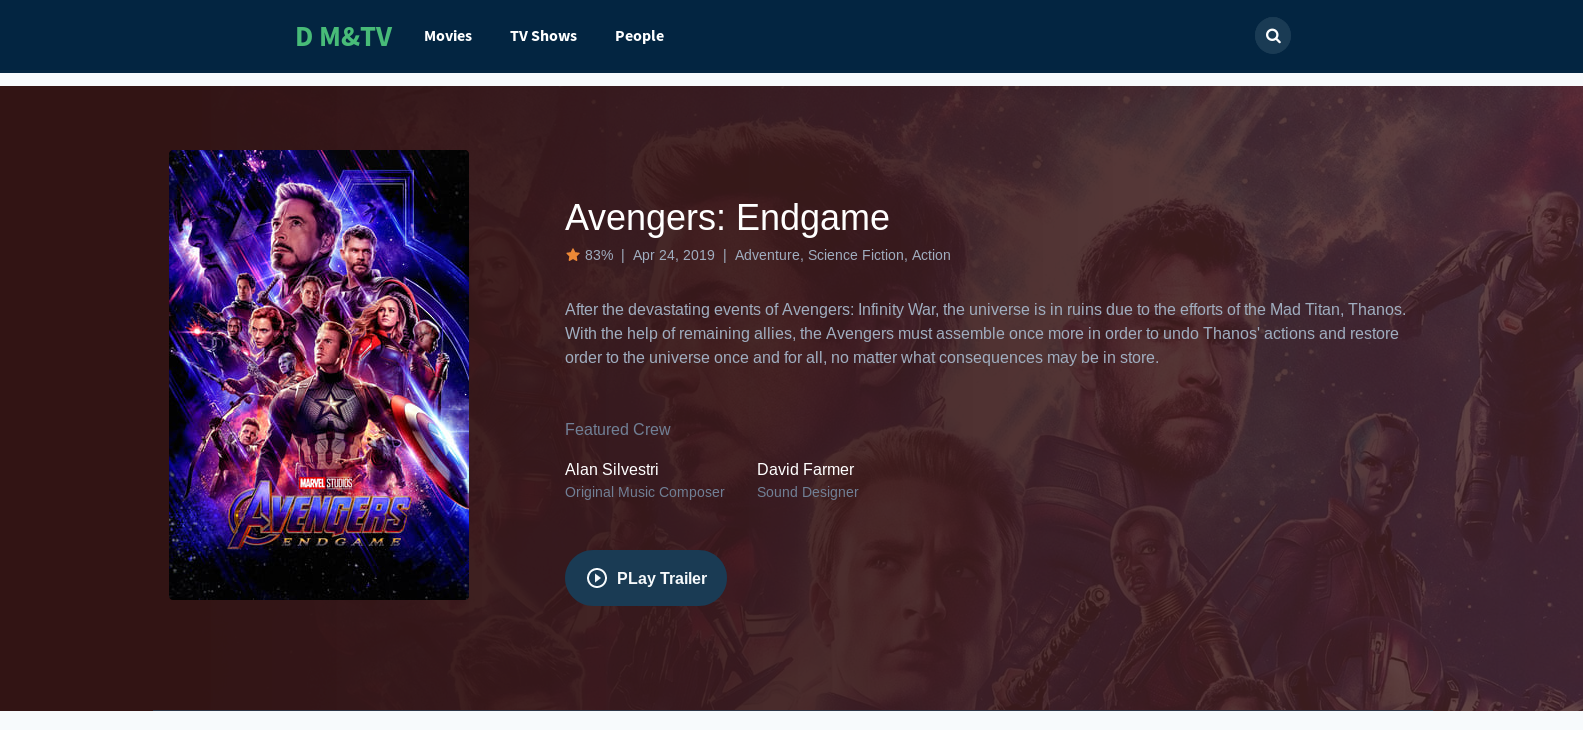 D M&TV
Movies
TV Shows
People
Avengers: Endgame
83% | Apr 24, 2019 | Adventure, Science Fiction, Action
After the devastating events of Avengers: Infinity War, the universe is in ruins due to the efforts of the Mad Titan, Thanos.
With the help of remaining allies, the Avengers must assemble once more in order to undo Thanos' actions and restore
order to the universe once and for all, no matter what consequences may be in store.
Featured Crew
Alan Silvestri
Original Music Composer
David Farmer
Sound Designer
PLay Trailer
MARVEL STUDIOS
AVENGERS
ENDGAME